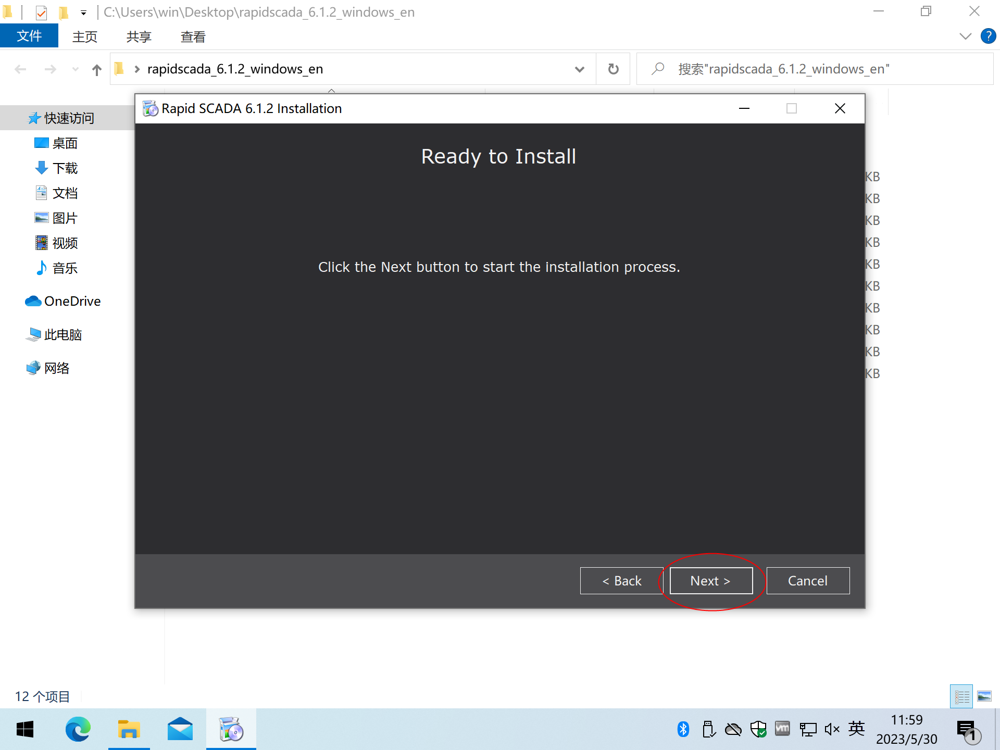 C:\Users\win\Desktop\rapidscada_6.1.2_windows_en
文件 主页 共享 查看
rapidscada_6.1.2_windows_en
搜索"rapidscada_6.1.2_windows_en"
Rapid SCADA 6.1.2 Installation
Ready to Install
Click the Next button to start the installation process.
< Back
Next >
Cancel
快速访问
桌面
下载
文档
图片
视频
音乐
OneDrive
此电脑
网络
KB
KB
KB
KB
KB
KB
KB
KB
KB
KB
12 个项目
vm
英
11:59
2023/5/30
1